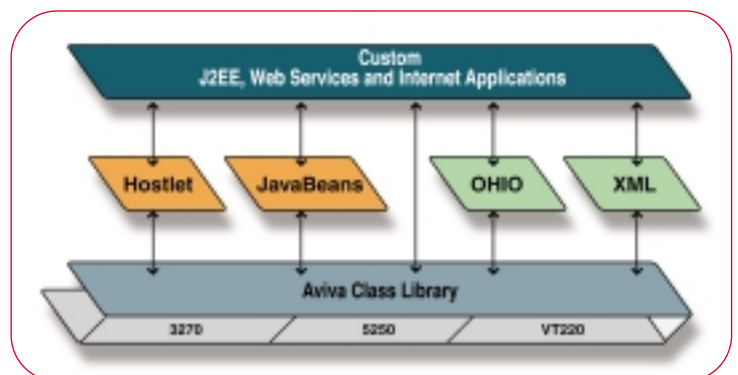 Custom
J2EE, Web Services and Internet Applications
Hostlet
JavaBeans
OHIO
XML
Aviva Class Library
3270
5250
VT220